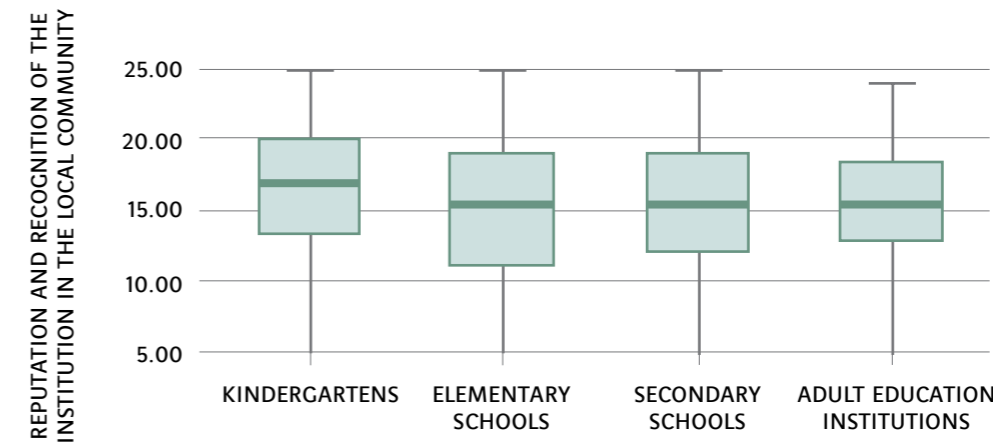 REPUTATION AND RECOGNITION OF THE
INSTITUTION IN THE LOCAL COMMUNITY
25.00
20.00
15.00
10.00
5.00
KINDERGARTENS
ELEMENTARY
SCHOOLS
SECONDARY
SCHOOLS
ADULT EDUCATION
INSTITUTIONS